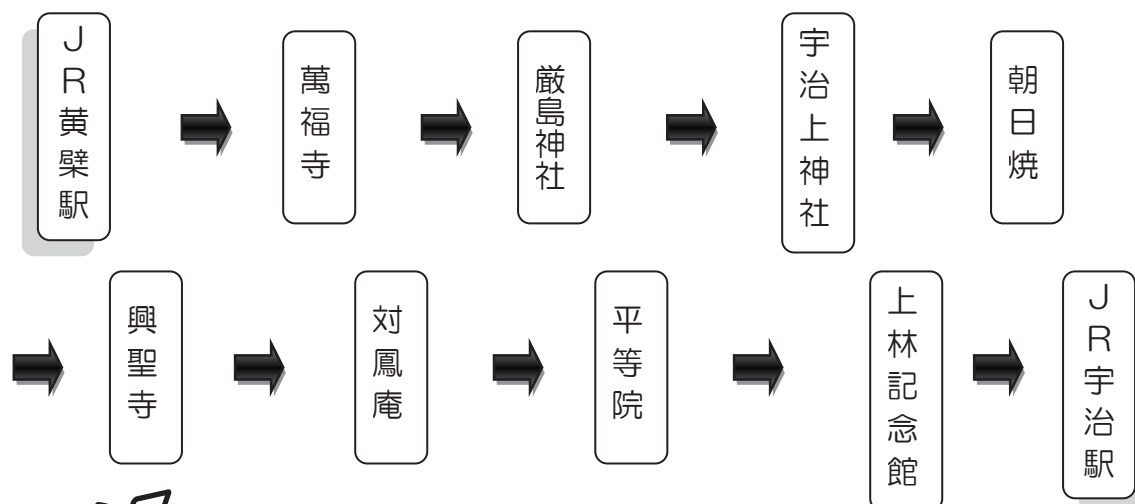 JR黄檗駅
萬福寺
厳島神社
宇治上神社
朝日焼
興聖寺
対鳳庵
平等院
上林記念館
JR宇治駅